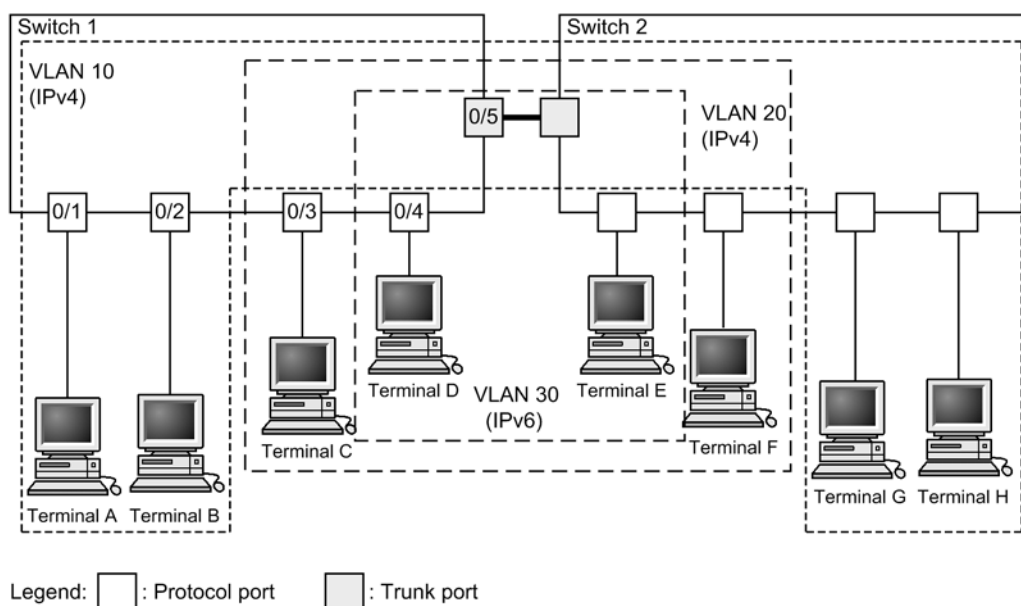 Switch 1
Switch 2
VLAN 10
(IPv4)
VLAN 20
(IPv4)
0/5
0/1
0/2
0/3
0/4
Terminal D
VLAN 30
(IPv6)
Terminal E
Terminal C
Terminal F
Terminal A
Terminal B
Terminal G
Terminal H
Legend: : Protocol port : Trunk port